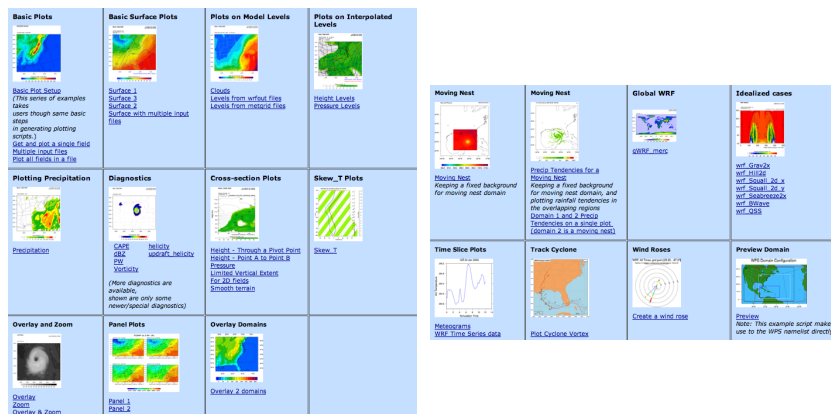 Basic Plots
Basic Plot Setup
(This series of examples
takes
users though same basic
steps
in generating plotting
scripts.)
Get and plot a single field
Multiple input files
Plot all fields in a file
Basic Surface Plots
Surface 1
Surface 3
Surface 2
Surface with multiple input
files
Plots on Model Levels
Clouds
Levels from wrfout files
Levels from metgrid files
Plots on Interpolated
Levels
Height Levels
Pressure Levels
Plotting Precipitation
Precipitation
Diagnostics
CAPE helicity
dBZ updraft_helicity
PW
Vorticity
(More diagnostics are
available,
shown are only some
newer/special diagnostics)
Cross-section Plots
Height - Through a Pivot Point
Height - Point A to Point B
Pressure
Limited Vertical Extent
For 2D fields
Smooth terrain
Skew_T Plots
Skew_T
Overlay and Zoom
Overlay
Zoom
Overlay & Zoom
Panel Plots
Panel 1
Panel 2
Overlay Domains
Overlay 2 domains
Moving Nest
Moving Nest
Keeping a fixed background
for moving nest domain
Moving Nest
Precip Tendencies for a
Moving Nest
Keeping a fixed background
for moving nest domain, and
plotting rainfall tendencies in
the overlapping regions
Domain 1 and 2 Precip
Tendencies on a single plot
(domain 2 is a moving nest)
Global WRF
gWRF_merc
Idealized cases
wrf_Grav2x
wrf_Hill2d
wrf_Squall_2d_x
wrf_Squall_2d_y
wrf_Seabreeze2x
wrf_BWave
wrf_QSS
Time Slice Plots
Meteograms
WRF Time Series data
Track Cyclone
Plot Cyclone Vortex
Wind Roses
Create a wind rose
Preview Domain
WPS Domain Configuration
Preview
Note: This example script make
use to the WPS namelist directly